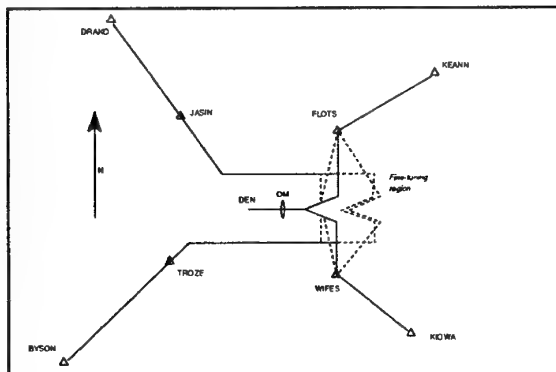 DRAKO
KEANN
JASIN
FLOTS
N
Fine-tuning
region
OM
DEN
TROZE
WIFES
KIOWA
BYSON